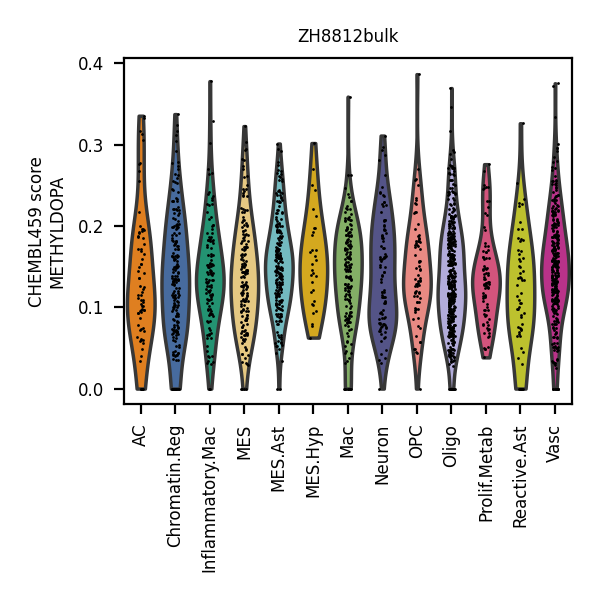 ZH8812bulk
CHEMBL459 score
METHYLDOPA
0.4
0.3
0.2
0.1
0.0
AC
Chromatin.Reg
Inflammatory.Mac
MES
MES.Ast
MES.Hyp
Mac
Neuron
OPC
Oligo
Prolif.Metab
Reactive.Ast
Vasc